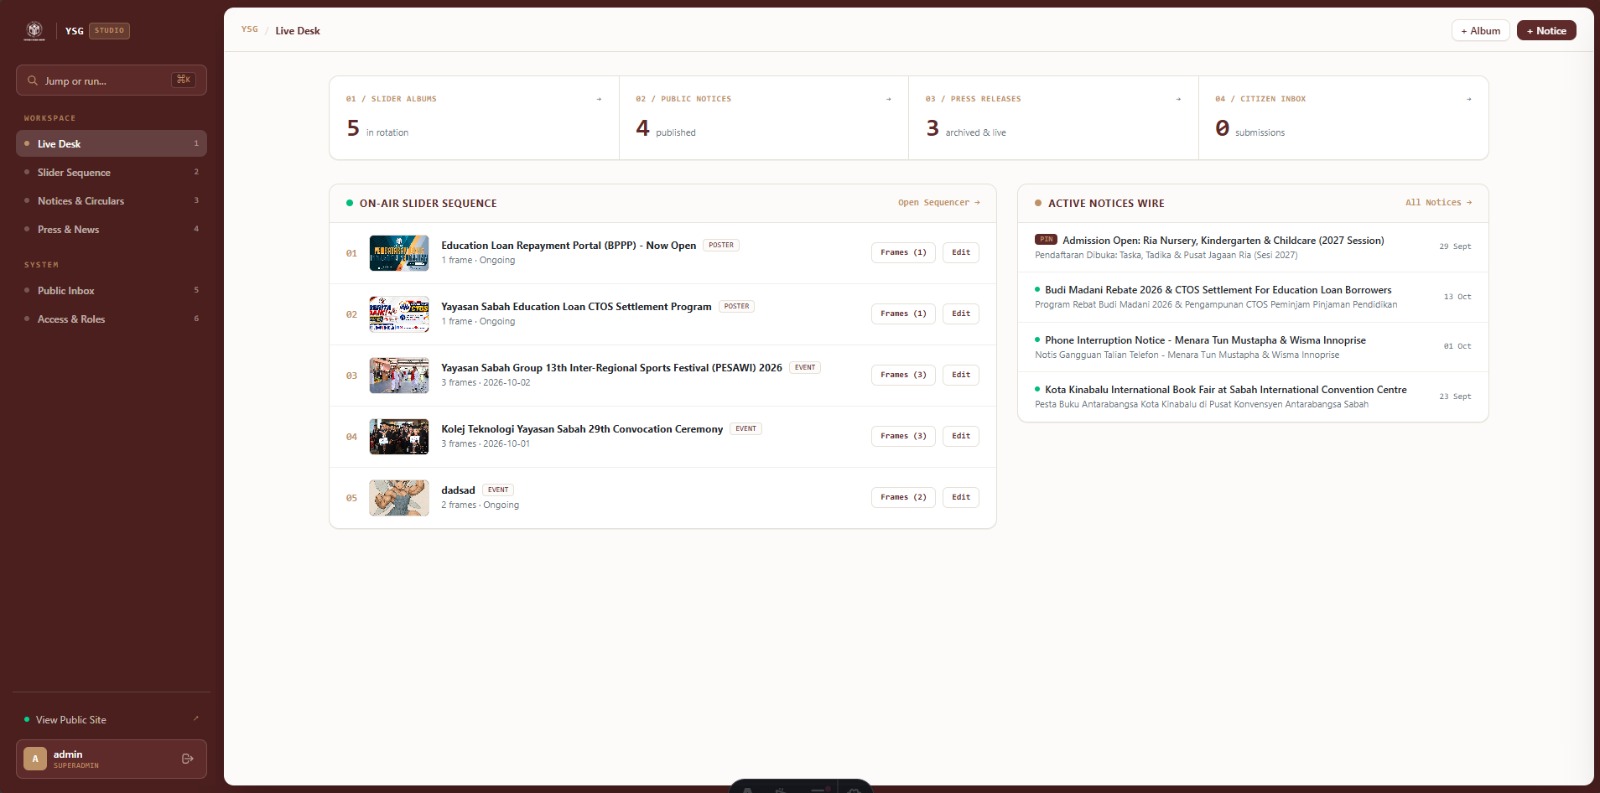 YSG STUDIO
Jump or run... ⌘K
WORKSPACE
Live Desk 1
Slider Sequence 2
Notices & Circulars 3
Press & News 4
SYSTEM
Public Inbox 5
Access & Roles 6
View Public Site ↗
A admin
SUPERADMIN
YSG / Live Desk
+ Album + Notice
01 / SLIDER ALBUMS →
5 in rotation
02 / PUBLIC NOTICES →
4 published
03 / PRESS RELEASES →
3 archived & live
04 / CITIZEN INBOX →
0 submissions
ON-AIR SLIDER SEQUENCE Open Sequencer →
01 Education Loan Repayment Portal (BPPP) - Now Open POSTER
1 frame · Ongoing
Frames (1) Edit
02 Yayasan Sabah Education Loan CTOS Settlement Program POSTER
1 frame · Ongoing
Frames (1) Edit
03 Yayasan Sabah Group 13th Inter-Regional Sports Festival (PESAWI) 2026 EVENT
3 frames · 2026-10-02
Frames (3) Edit
04 Kolej Teknologi Yayasan Sabah 29th Convocation Ceremony EVENT
3 frames · 2026-10-01
Frames (3) Edit
05 dadsad EVENT
2 frames · Ongoing
Frames (2) Edit
ACTIVE NOTICES WIRE All Notices →
PIN Admission Open: Ria Nursery, Kindergarten & Childcare (2027 Session)
Pendaftaran Dibuka: Taska, Tadika & Pusat Jagaan Ria (Sesi 2027)
29 Sept
Budi Madani Rebate 2026 & CTOS Settlement For Education Loan Borrowers
Program Rebat Budi Madani 2026 & Pengampunan CTOS Peminjam Pinjaman Pendidikan
13 Oct
Phone Interruption Notice - Menara Tun Mustapha & Wisma Innoprise
Notis Gangguan Talian Telefon - Menara Tun Mustapha & Wisma Innoprise
01 Oct
Kota Kinabalu International Book Fair at Sabah International Convention Centre
Pesta Buku Antarabangsa Kota Kinabalu di Pusat Konvensyen Antarabangsa Sabah
23 Sept